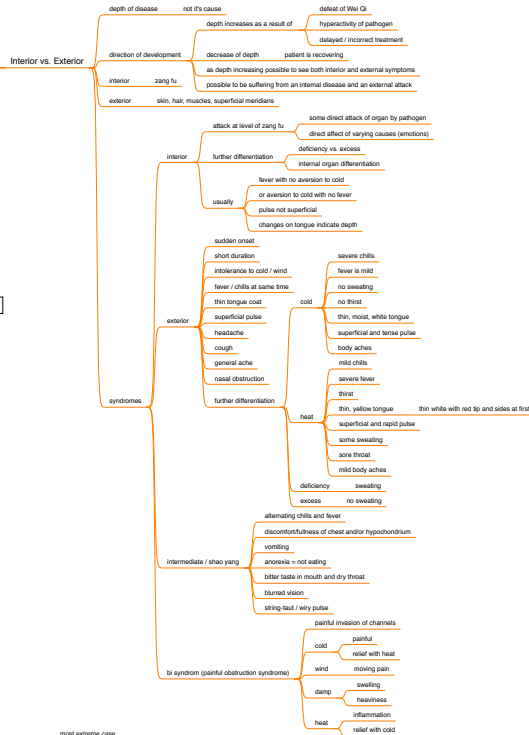 Interior vs. Exterior
depth of disease not it's cause
direction of development
depth increases as a result of
defeat of Wei Qi
hyperactivity of pathogen
delayed / incorrect treatment
decrease of depth patient is recovering
as depth increasing possible to see both interior and external symptoms
possible to be suffering from an internal disease and an external attack
interior zang fu
exterior skin, hair, muscles, superficial meridians
syndromes
interior
attack at level of zang fu
some direct attack of organ by pathogen
direct affect of varying causes (emotions)
further differentiation
deficiency vs. excess
internal organ differentiation
usually
fever with no aversion to cold
or aversion to cold with no fever
pulse not superficial
changes on tongue indicate depth
exterior
sudden onset
short duration
intolerance to cold / wind
fever / chills at same time
thin tongue coat
superficial pulse
headache
cough
general ache
nasal obstruction
further differentiation
cold
severe chills
fever is mild
no sweating
no thirst
thin, moist, white tongue
superficial and tense pulse
body aches
heat
mild chills
severe fever
thirst
thin, yellow tongue thin white with red tip and sides at first
superficial and rapid pulse
some sweating
sore throat
mild body aches
deficiency sweating
excess no sweating
intermediate / shao yang
alternating chills and fever
discomfort/fullness of chest and/or hypochondrium
vomiting
anorexia = not eating
bitter taste in mouth and dry throat
blurred vision
string-taut / wiry pulse
bi syndrom (painful obstruction syndrome)
painful invasion of channels
cold
painful
relief with heat
wind moving pain
damp
swelling
heaviness
heat
inflammation
relief with cold
most extreme case